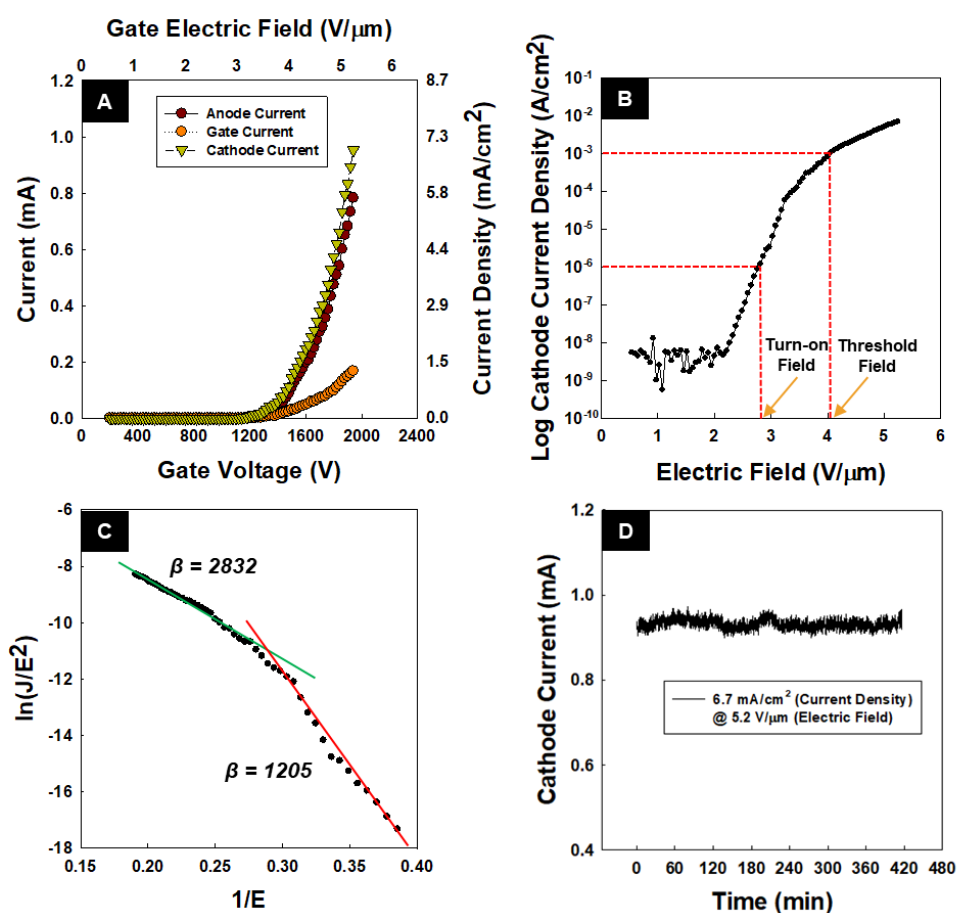 Gate Electric Field (V/μm)
0 1 2 3 4 5 6
A
Anode Current
Gate Current
Cathode Current
1.2
1.0
0.8
0.6
0.4
0.2
0.0
Current (mA)
8.7
7.3
5.8
4.4
2.9
1.5
0.0
Current Density (mA/cm²)
0 400 800 1200 1600 2000 2400
Gate Voltage (V)
B
Log Cathode Current Density (A/cm²)
10⁻¹
10⁻²
10⁻³
10⁻⁴
10⁻⁵
10⁻⁶
10⁻⁷
10⁻⁸
10⁻⁹
10⁻¹⁰
Turn-on
Field
Threshold
Field
0 1 2 3 4 5 6
Electric Field (V/μm)
C
-6
-8
-10
-12
-14
-16
-18
ln(J/E²)
β = 2832
β = 1205
0.15 0.20 0.25 0.30 0.35 0.40
1/E
D
1.2
1.0
0.8
0.6
0.4
Cathode Current (mA)
6.7 mA/cm² (Current Density)
@ 5.2 V/μm (Electric Field)
0 60 120 180 240 300 360 420 480
Time (min)